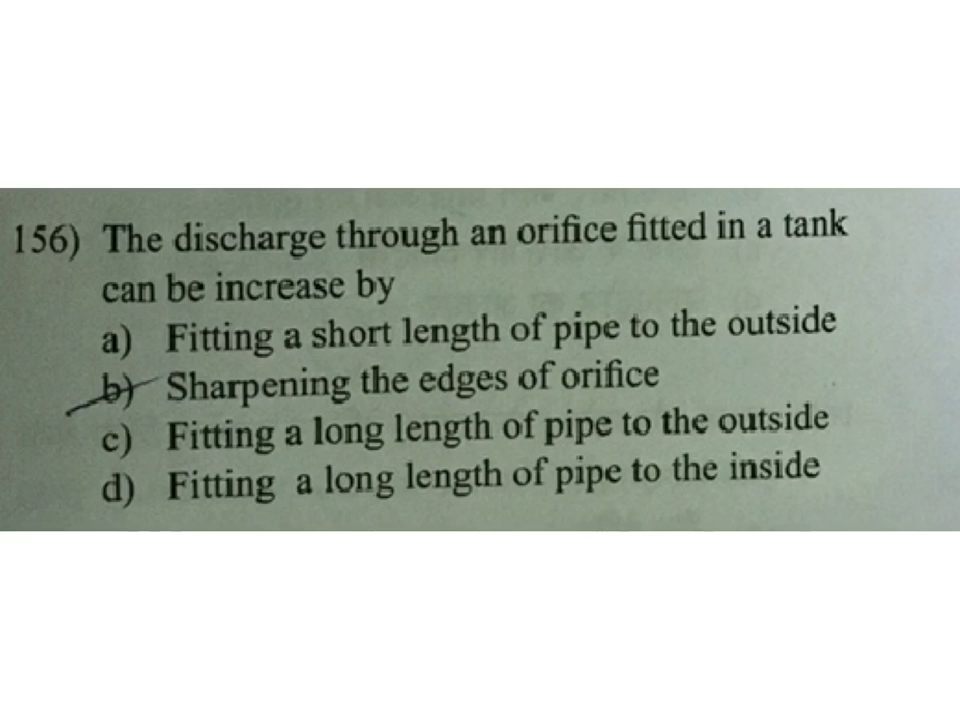 156) The discharge through an orifice fitted in a tank
can be increase by
a) Fitting a short length of pipe to the outside
b) Sharpening the edges of orifice
c) Fitting a long length of pipe to the outside
d) Fitting a long length of pipe to the inside